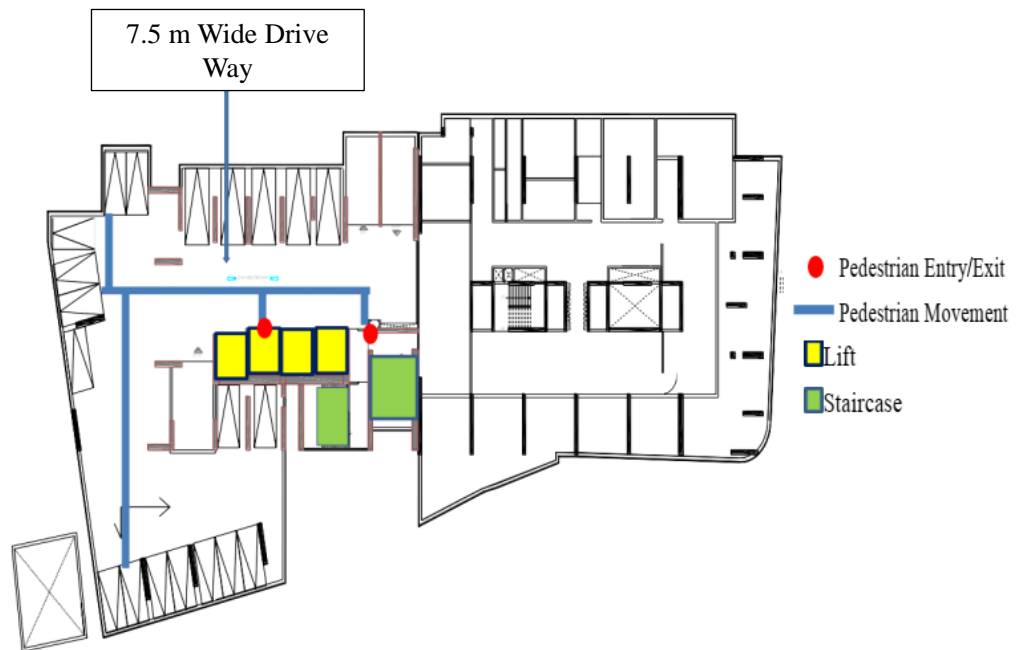 7.5 m Wide Drive
Way
Pedestrian Entry/Exit
Pedestrian Movement
Lift
Staircase